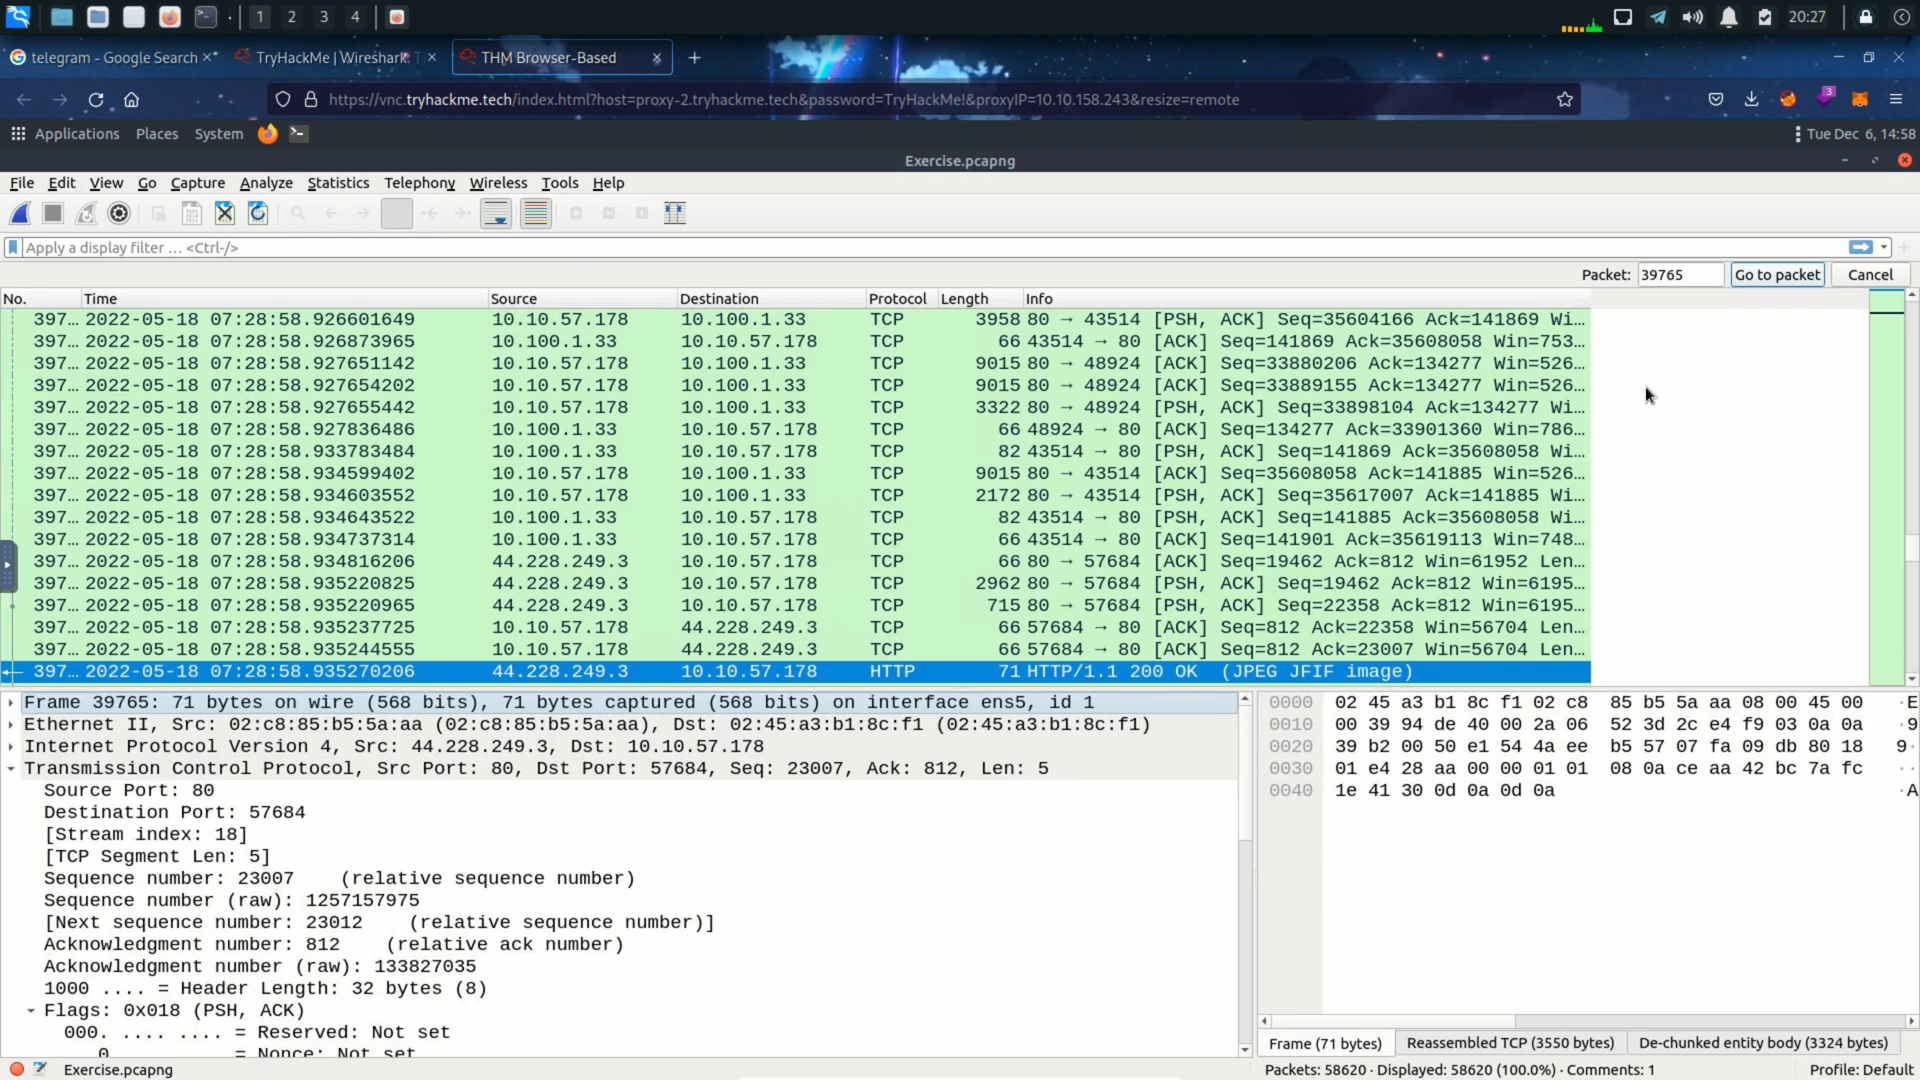 1 2 3 4 20:27
telegram - Google Search × TryHackMe | Wireshark: T × THM Browser-Based × +
https://vnc.tryhackme.tech/index.html?host=proxy-2.tryhackme.tech&password=TryHackMe!&proxyIP=10.10.158.243&resize=remote 3
Applications Places System Tue Dec 6, 14:58
Exercise.pcapng
File Edit View Go Capture Analyze Statistics Telephony Wireless Tools Help
Apply a display filter … <Ctrl-/>
Packet: 39765 Go to packet Cancel
No. Time Source Destination Protocol Length Info
397… 2022-05-18 07:28:58.926601649 10.10.57.178 10.100.1.33 TCP 3958 80 → 43514 [PSH, ACK] Seq=35604166 Ack=141869 Wi…
397… 2022-05-18 07:28:58.926873965 10.100.1.33 10.10.57.178 TCP 66 43514 → 80 [ACK] Seq=141869 Ack=35608058 Win=753…
397… 2022-05-18 07:28:58.927651142 10.10.57.178 10.100.1.33 TCP 9015 80 → 48924 [ACK] Seq=33880206 Ack=134277 Win=526…
397… 2022-05-18 07:28:58.927654202 10.10.57.178 10.100.1.33 TCP 9015 80 → 48924 [ACK] Seq=33889155 Ack=134277 Win=526…
397… 2022-05-18 07:28:58.927655442 10.10.57.178 10.100.1.33 TCP 3322 80 → 48924 [PSH, ACK] Seq=33898104 Ack=134277 Wi…
397… 2022-05-18 07:28:58.927836486 10.100.1.33 10.10.57.178 TCP 66 48924 → 80 [ACK] Seq=134277 Ack=33901360 Win=786…
397… 2022-05-18 07:28:58.933783484 10.100.1.33 10.10.57.178 TCP 82 43514 → 80 [PSH, ACK] Seq=141869 Ack=35608058 Wi…
397… 2022-05-18 07:28:58.934599402 10.10.57.178 10.100.1.33 TCP 9015 80 → 43514 [ACK] Seq=35608058 Ack=141885 Win=526…
397… 2022-05-18 07:28:58.934603552 10.10.57.178 10.100.1.33 TCP 2172 80 → 43514 [PSH, ACK] Seq=35617007 Ack=141885 Wi…
397… 2022-05-18 07:28:58.934643522 10.100.1.33 10.10.57.178 TCP 82 43514 → 80 [PSH, ACK] Seq=141885 Ack=35608058 Wi…
397… 2022-05-18 07:28:58.934737314 10.100.1.33 10.10.57.178 TCP 66 43514 → 80 [ACK] Seq=141901 Ack=35619113 Win=748…
397… 2022-05-18 07:28:58.934816206 44.228.249.3 10.10.57.178 TCP 66 80 → 57684 [ACK] Seq=19462 Ack=812 Win=61952 Len…
397… 2022-05-18 07:28:58.935220825 44.228.249.3 10.10.57.178 TCP 2962 80 → 57684 [PSH, ACK] Seq=19462 Ack=812 Win=6195…
397… 2022-05-18 07:28:58.935220965 44.228.249.3 10.10.57.178 TCP 715 80 → 57684 [PSH, ACK] Seq=22358 Ack=812 Win=6195…
397… 2022-05-18 07:28:58.935237725 10.10.57.178 44.228.249.3 TCP 66 57684 → 80 [ACK] Seq=812 Ack=22358 Win=56704 Len…
397… 2022-05-18 07:28:58.935244555 10.10.57.178 44.228.249.3 TCP 66 57684 → 80 [ACK] Seq=812 Ack=23007 Win=56704 Len…
397… 2022-05-18 07:28:58.935270206 44.228.249.3 10.10.57.178 HTTP 71 HTTP/1.1 200 OK (JPEG JFIF image)
Frame 39765: 71 bytes on wire (568 bits), 71 bytes captured (568 bits) on interface ens5, id 1
Ethernet II, Src: 02:c8:85:b5:5a:aa (02:c8:85:b5:5a:aa), Dst: 02:45:a3:b1:8c:f1 (02:45:a3:b1:8c:f1)
Internet Protocol Version 4, Src: 44.228.249.3, Dst: 10.10.57.178
Transmission Control Protocol, Src Port: 80, Dst Port: 57684, Seq: 23007, Ack: 812, Len: 5
Source Port: 80
Destination Port: 57684
[Stream index: 18]
[TCP Segment Len: 5]
Sequence number: 23007 (relative sequence number)
Sequence number (raw): 1257157975
[Next sequence number: 23012 (relative sequence number)]
Acknowledgment number: 812 (relative ack number)
Acknowledgment number (raw): 133827035
1000 .... = Header Length: 32 bytes (8)
Flags: 0x018 (PSH, ACK)
000. .... .... = Reserved: Not set
0 = Nonce: Not set
0000 02 45 a3 b1 8c f1 02 c8 85 b5 5a aa 08 00 45 00 ·E
0010 00 39 94 de 40 00 2a 06 52 3d 2c e4 f9 03 0a 0a ·9
0020 39 b2 00 50 e1 54 4a ee b5 57 07 fa 09 db 80 18 9·
0030 01 e4 28 aa 00 00 01 01 08 0a ce aa 42 bc 7a fc ··
0040 1e 41 30 0d 0a 0d 0a ·A
Frame (71 bytes) Reassembled TCP (3550 bytes) De-chunked entity body (3324 bytes)
Exercise.pcapng Packets: 58620 · Displayed: 58620 (100.0%) · Comments: 1 Profile: Default